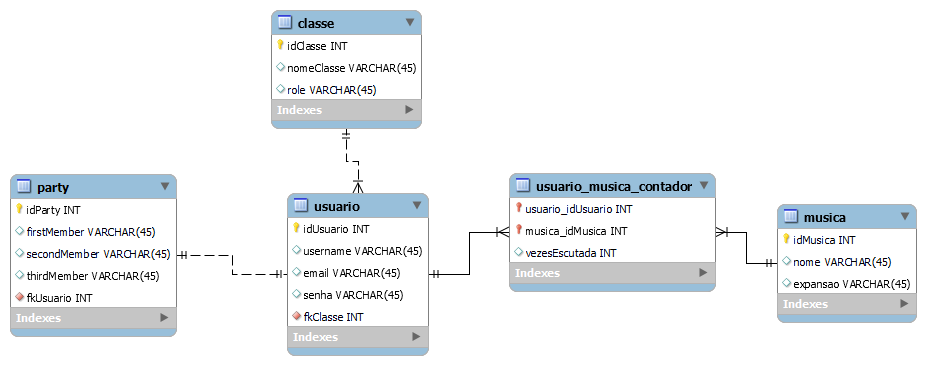 classe
idClasse INT
nomeClasse VARCHAR(45)
role VARCHAR(45)
Indexes
party
idParty INT
firstMember VARCHAR(45)
secondMember VARCHAR(45)
thirdMember VARCHAR(45)
fkUsuario INT
Indexes
usuario
idUsuario INT
username VARCHAR(45)
email VARCHAR(45)
senha VARCHAR(45)
fkClasse INT
Indexes
usuario_musica_contador
usuario_idUsuario INT
musica_idMusica INT
vezesEscutada INT
Indexes
musica
idMusica INT
nome VARCHAR(45)
expansao VARCHAR(45)
Indexes